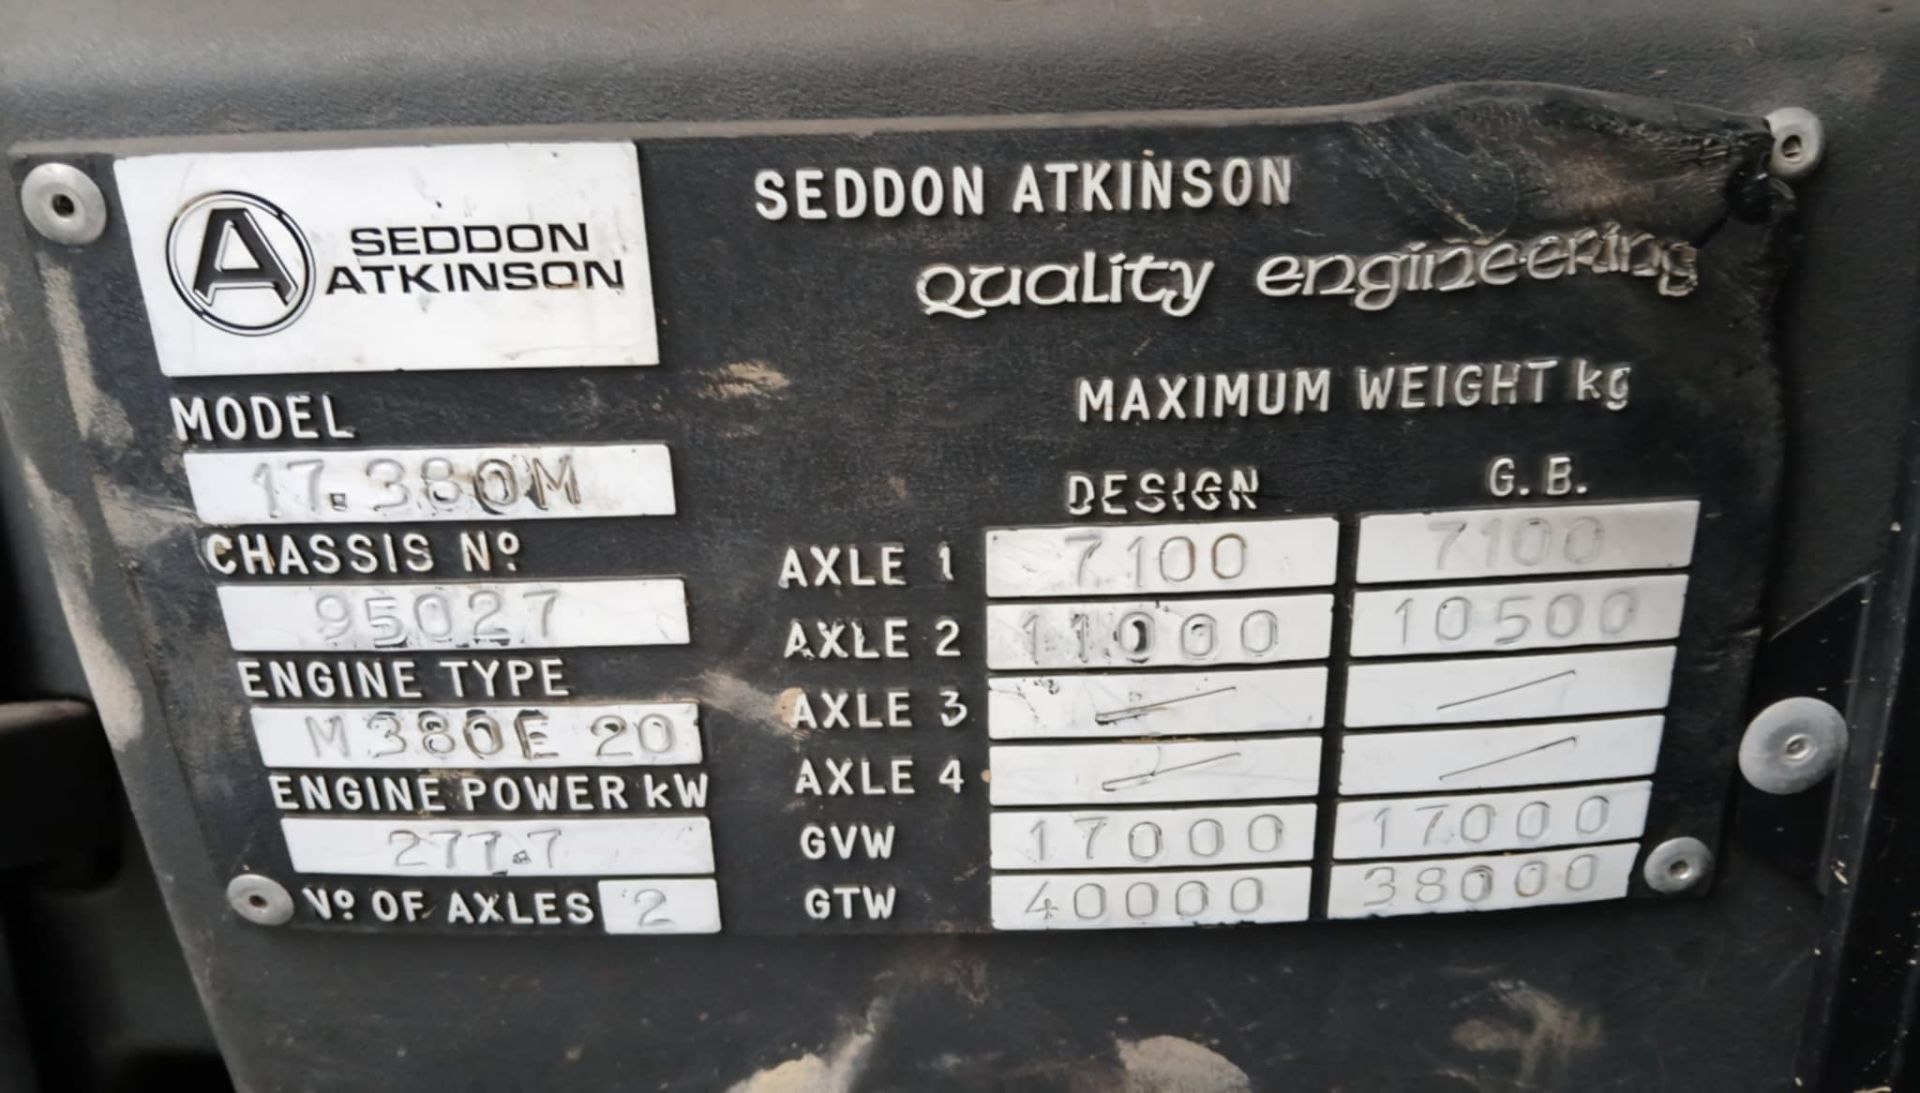 A SEDDON ATKINSON
SEDDON ATKINSON
Quality engineering
MAXIMUM WEIGHT kg
DESIGN G. B.
MODEL
17.380M
CHASSIS Nº
95027
ENGINE TYPE
M380E 20
ENGINE POWER kW
277.7
Nº OF AXLES 2
AXLE 1 7100 7100
AXLE 2 11000 10500
AXLE 3 — —
AXLE 4 — —
GVW 17000 17000
GTW 40000 38000